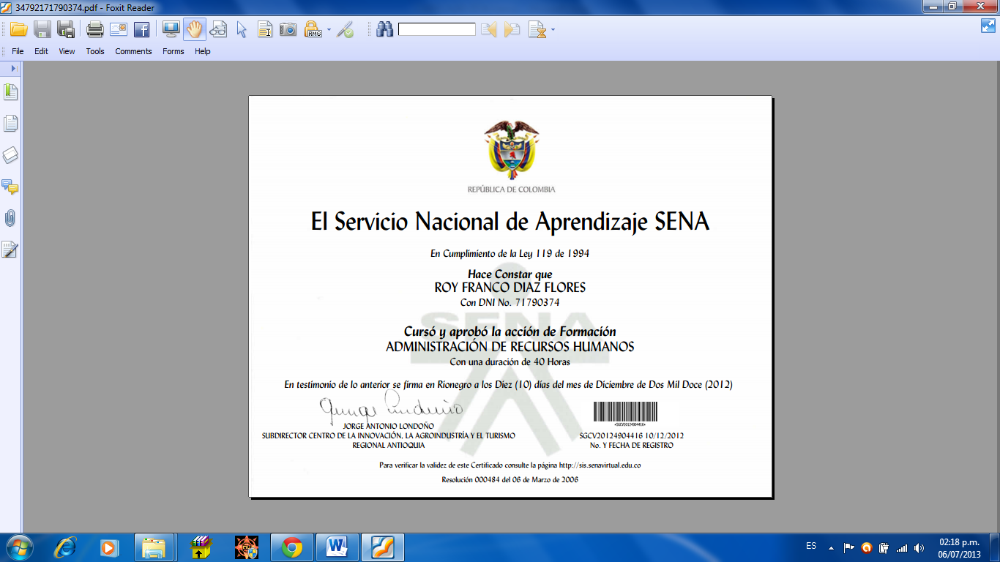 34792171790374.pdf - Foxit Reader
RMS
File Edit View Tools Comments Forms Help
REPÚBLICA DE COLOMBIA
El Servicio Nacional de Aprendizaje SENA
En Cumplimiento de la Ley 119 de 1994
Hace Constar que
ROY FRANCO DIAZ FLORES
Con DNI No. 71790374
SENA
Cursó y aprobó la acción de Formación
ADMINISTRACIÓN DE RECURSOS HUMANOS
Con una duración de 40 Horas
En testimonio de lo anterior se firma en Rionegro a los Diez (10) días del mes de Diciembre de Dos Mil Doce (2012)
JORGE ANTONIO LONDOÑO
SUBDIRECTOR CENTRO DE LA INNOVACIÓN, LA AGROINDUSTRÍA Y EL TURISMO
REGIONAL ANTIOQUIA
*SGCV20124904416*
SGCV20124904416 10/12/2012
No. Y FECHA DE REGISTRO
Para verificar la validez de este Certificado consulte la página http://sis.senavirtual.edu.co
Resolución 000484 del 06 de Marzo de 2006
ES
02:18 p.m.
06/07/2013